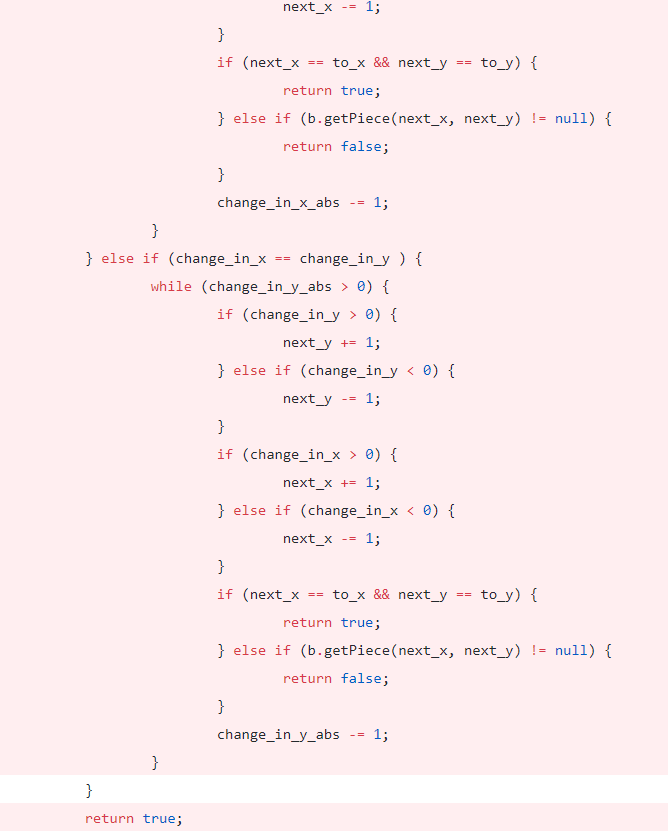 next_x -= 1;
}
if (next_x == to_x && next_y == to_y) {
return true;
} else if (b.getPiece(next_x, next_y) != null) {
return false;
}
change_in_x_abs -= 1;
}
} else if (change_in_x == change_in_y ) {
while (change_in_y_abs > 0) {
if (change_in_y > 0) {
next_y += 1;
} else if (change_in_y < 0) {
next_y -= 1;
}
if (change_in_x > 0) {
next_x += 1;
} else if (change_in_x < 0) {
next_x -= 1;
}
if (next_x == to_x && next_y == to_y) {
return true;
} else if (b.getPiece(next_x, next_y) != null) {
return false;
}
change_in_y_abs -= 1;
}
}
return true;